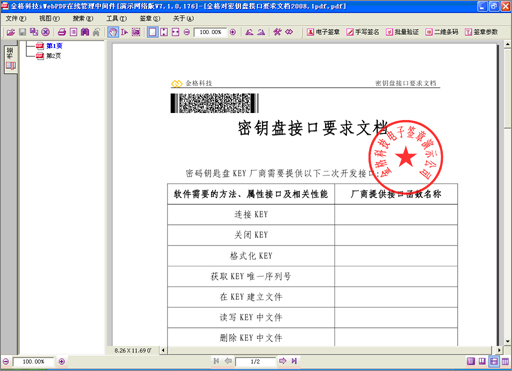 金格科技iWebPDF在线管理中间件[演示网络版V7.1.0.176]-[金格对密钥盘接口要求文档2008.1pdf.pdf]
文件(F) 视图(V) 搜索(R) 工具(T) 签章(S) 关于(A)
100.00% 电子签章 手写签名 批量验证 二维条码 签章参数
书签
第1页
第2页
金格科技 密钥盘接口要求文档
密钥盘接口要求文档
金格科技电子签章演示公司
密码钥匙盘 KEY 厂商需要提供以下二次开发接口:
软件需要的方法、属性接口及相关性能 厂商提供接口函数名称
连接 KEY
关闭 KEY
格式化 KEY
获取 KEY 唯一序列号
在 KEY 建立文件
读写 KEY 中文件
删除 KEY 中文件
8.26 X 11.69 0'
100.00% 1/2